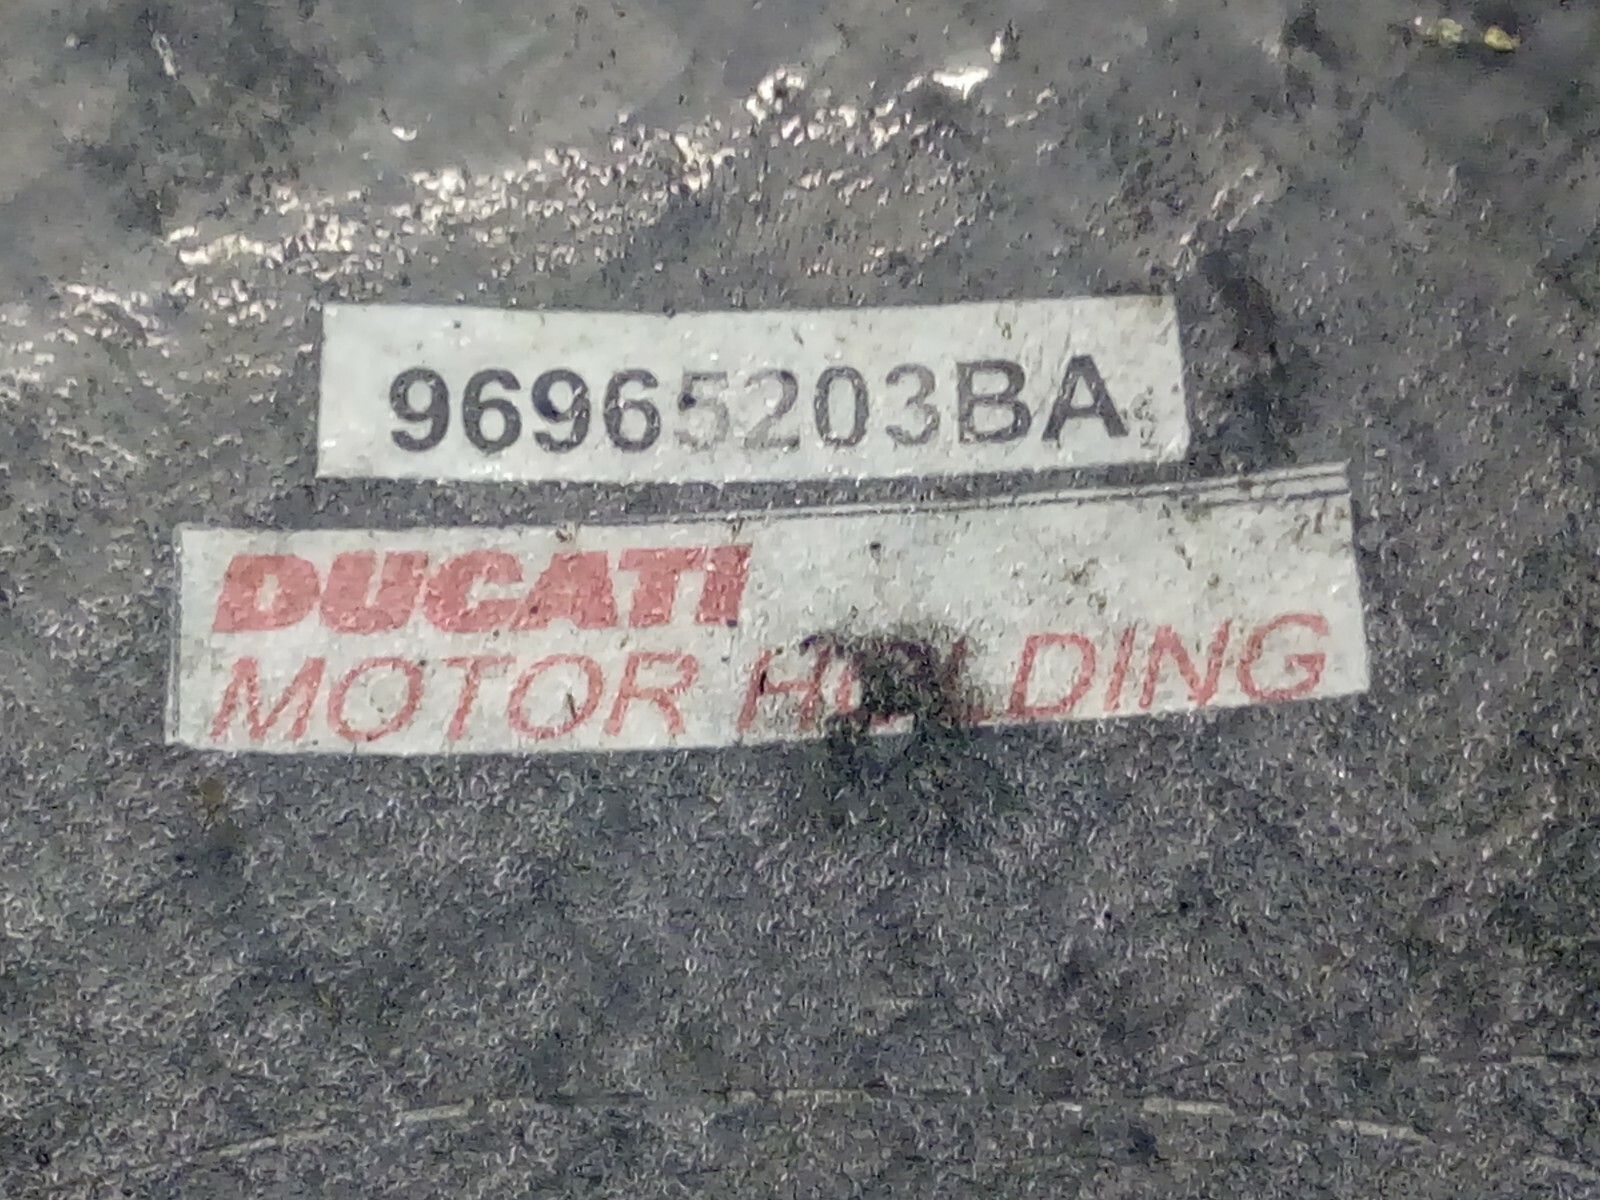 96965203BA
DUCATI
MOTOR HOLDING